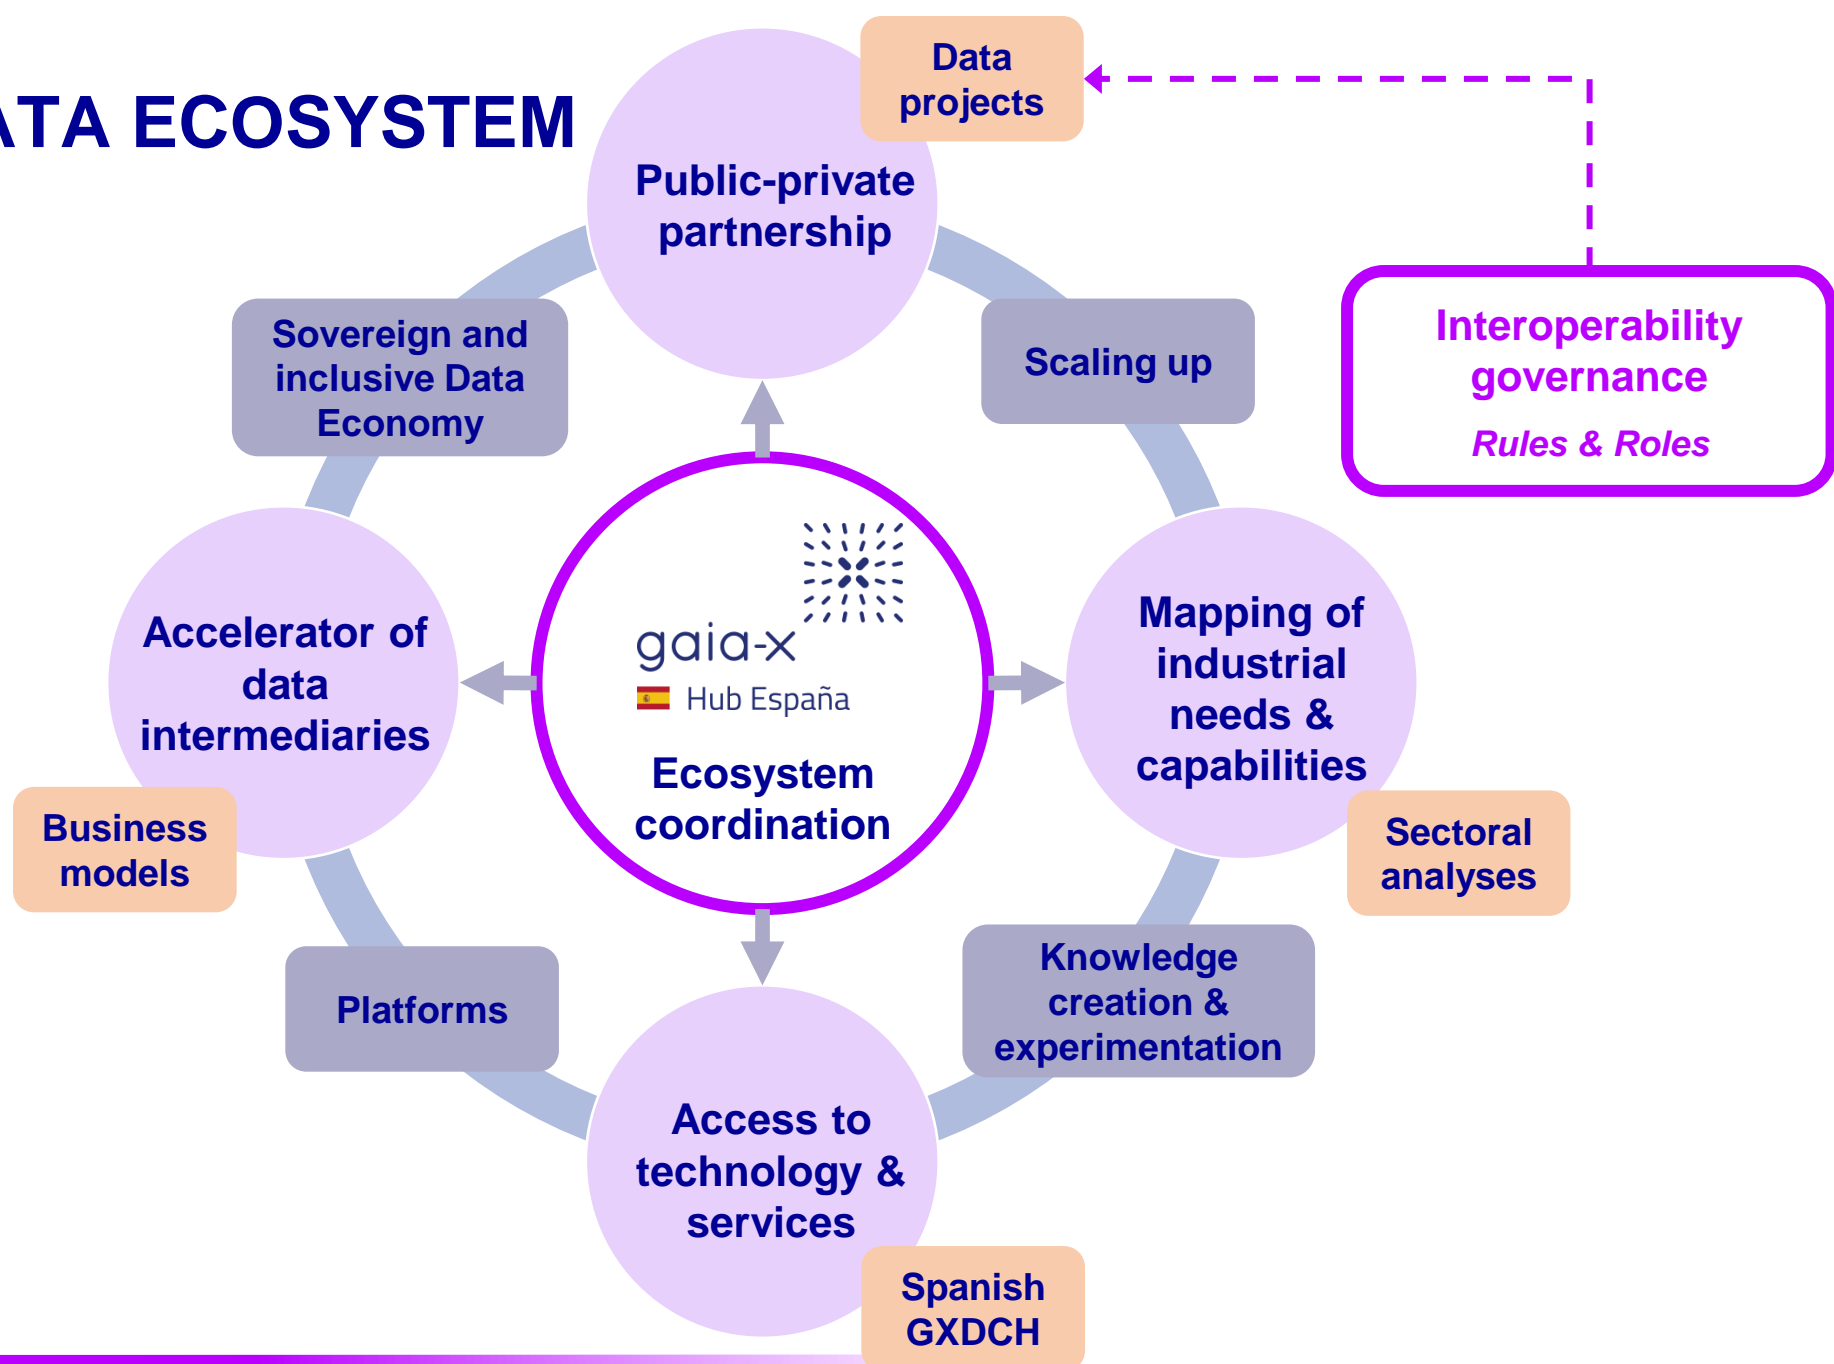 ATA ECOSYSTEM
Data
projects
Public-private
partnership
Sovereign and
inclusive Data
Economy
Scaling up
Interoperability
governance
Rules & Roles
gaia-x
Hub España
Ecosystem
coordination
Accelerator of
data
intermediaries
Mapping of
industrial
needs &
capabilities
Business
models
Sectoral
analyses
Platforms
Knowledge
creation &
experimentation
Access to
technology &
services
Spanish
GXDCH